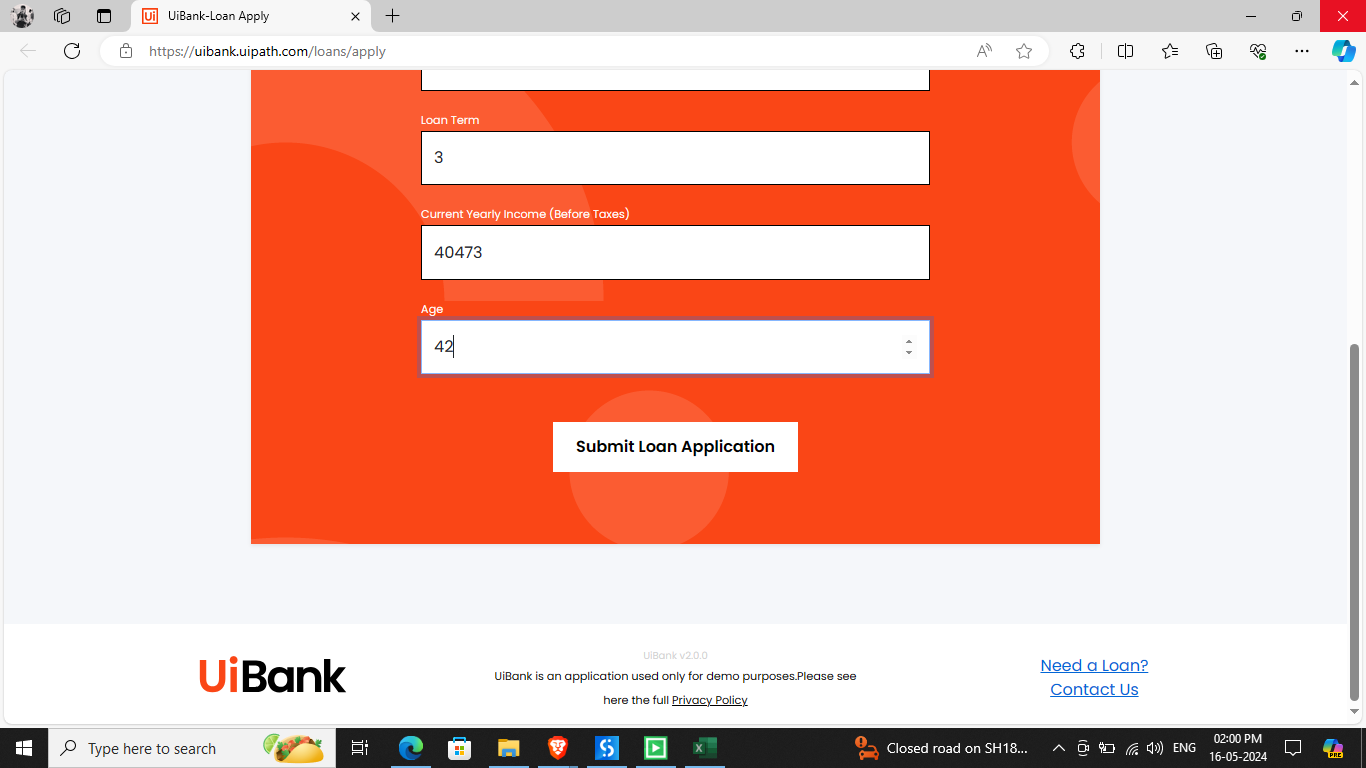 UiBank-Loan Apply
https://uibank.uipath.com/loans/apply
Loan Term
3
Current Yearly Income (Before Taxes)
40473
Age
42
Submit Loan Application
UiBank
UiBank v2.0.0
UiBank is an application used only for demo purposes.Please see
here the full Privacy Policy
Need a Loan?
Contact Us
Type here to search
Closed road on SH18...
ENG
02:00 PM
16-05-2024
PRE